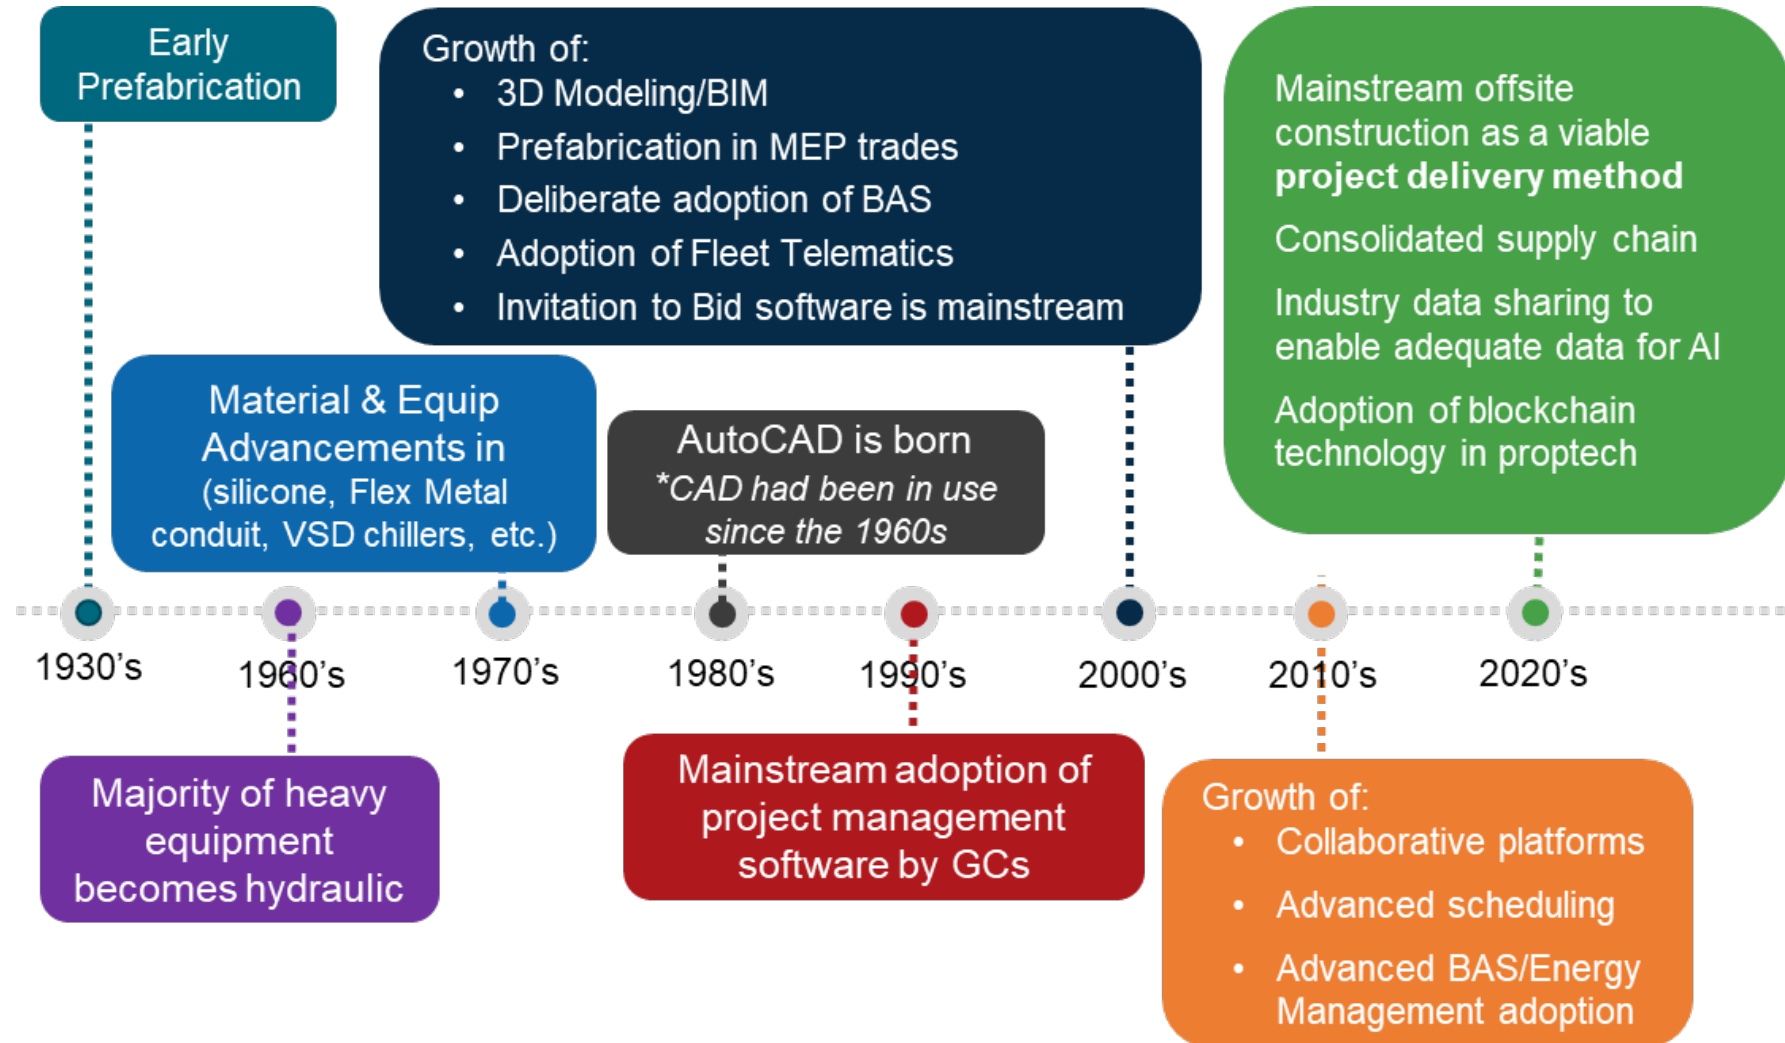 Early
Prefabrication
Growth of:
• 3D Modeling/BIM
• Prefabrication in MEP trades
• Deliberate adoption of BAS
• Adoption of Fleet Telematics
• Invitation to Bid software is mainstream
Mainstream offsite
construction as a viable
project delivery method
Consolidated supply chain
Industry data sharing to
enable adequate data for AI
Adoption of blockchain
technology in proptech
Material & Equip
Advancements in
(silicone, Flex Metal
conduit, VSD chillers, etc.)
AutoCAD is born
*CAD had been in use
since the 1960s
1930’s
1960’s
1970’s
1980’s
1990’s
2000’s
2010’s
2020’s
Majority of heavy
equipment
becomes hydraulic
Mainstream adoption of
project management
software by GCs
Growth of:
• Collaborative platforms
• Advanced scheduling
• Advanced BAS/Energy
Management adoption